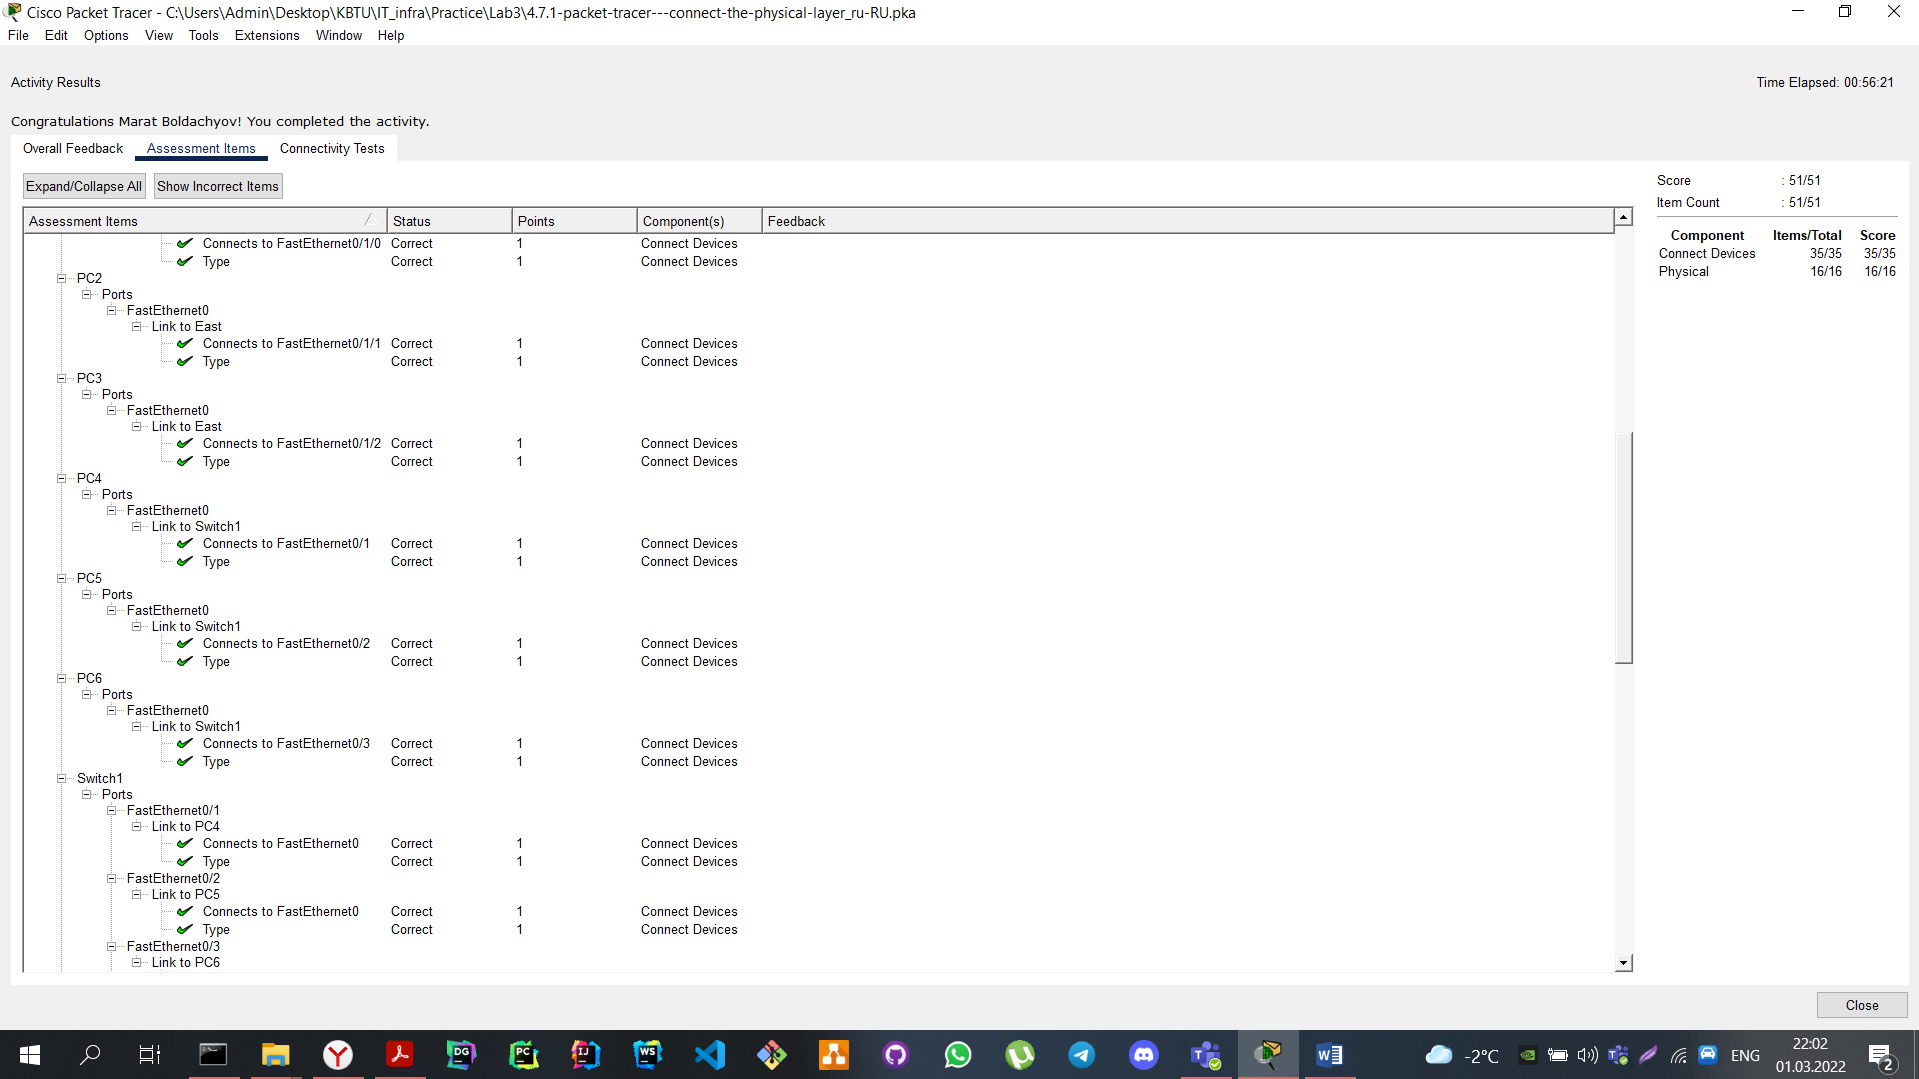 Cisco Packet Tracer - C:\Users\Admin\Desktop\KBTU\IT_infra\Practice\Lab3\4.7.1-packet-tracer---connect-the-physical-layer_ru-RU.pka
File Edit Options View Tools Extensions Window Help
Activity Results Time Elapsed: 00:56:21
Congratulations Marat Boldachyov! You completed the activity.
Overall Feedback Assessment Items Connectivity Tests
Expand/Collapse All Show Incorrect Items
Assessment Items Status Points Component(s) Feedback
Connects to FastEthernet0/1/0 Correct 1 Connect Devices
Type Correct 1 Connect Devices
PC2
Ports
FastEthernet0
Link to East
Connects to FastEthernet0/1/1 Correct 1 Connect Devices
Type Correct 1 Connect Devices
PC3
Ports
FastEthernet0
Link to East
Connects to FastEthernet0/1/2 Correct 1 Connect Devices
Type Correct 1 Connect Devices
PC4
Ports
FastEthernet0
Link to Switch1
Connects to FastEthernet0/1 Correct 1 Connect Devices
Type Correct 1 Connect Devices
PC5
Ports
FastEthernet0
Link to Switch1
Connects to FastEthernet0/2 Correct 1 Connect Devices
Type Correct 1 Connect Devices
PC6
Ports
FastEthernet0
Link to Switch1
Connects to FastEthernet0/3 Correct 1 Connect Devices
Type Correct 1 Connect Devices
Switch1
Ports
FastEthernet0/1
Link to PC4
Connects to FastEthernet0 Correct 1 Connect Devices
Type Correct 1 Connect Devices
FastEthernet0/2
Link to PC5
Connects to FastEthernet0 Correct 1 Connect Devices
Type Correct 1 Connect Devices
FastEthernet0/3
Link to PC6
Score : 51/51
Item Count : 51/51
Component Items/Total Score
Connect Devices 35/35 35/35
Physical 16/16 16/16
Close
DG PC IJ WS
-2°C ENG 22:02
01.03.2022
2